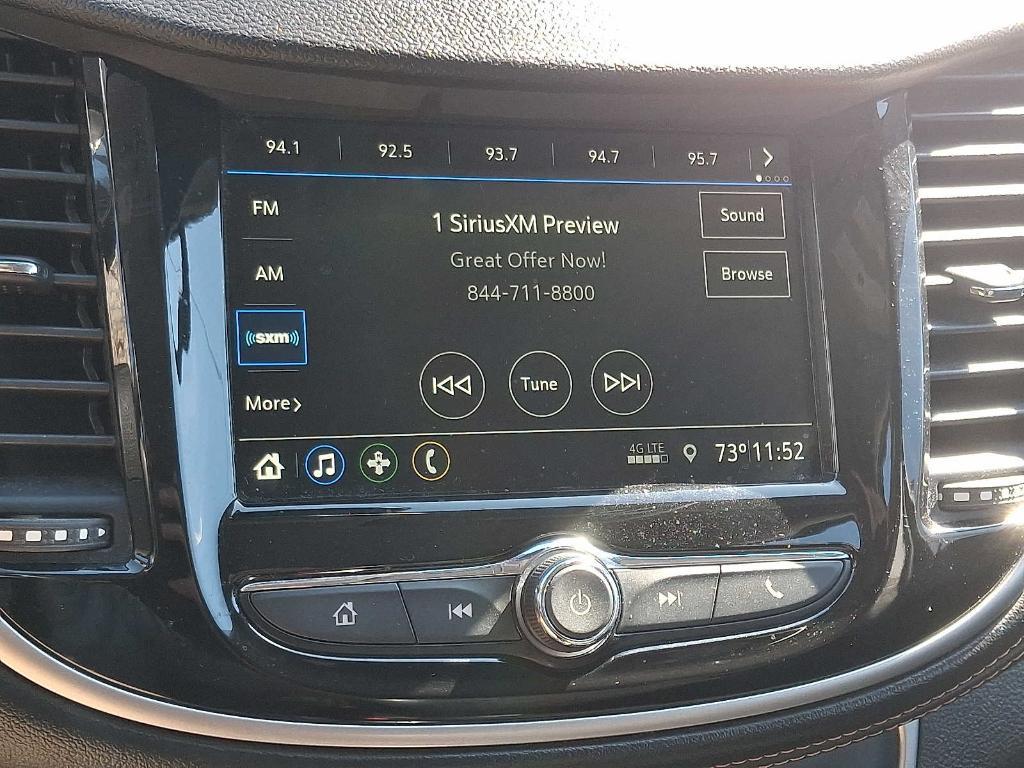 94.1 92.5 93.7 94.7 95.7
FM
1 SiriusXM Preview
Sound
Great Offer Now!
AM
Browse
844-711-8800
((sxm))
Tune
More
4G LTE
73° 11:52